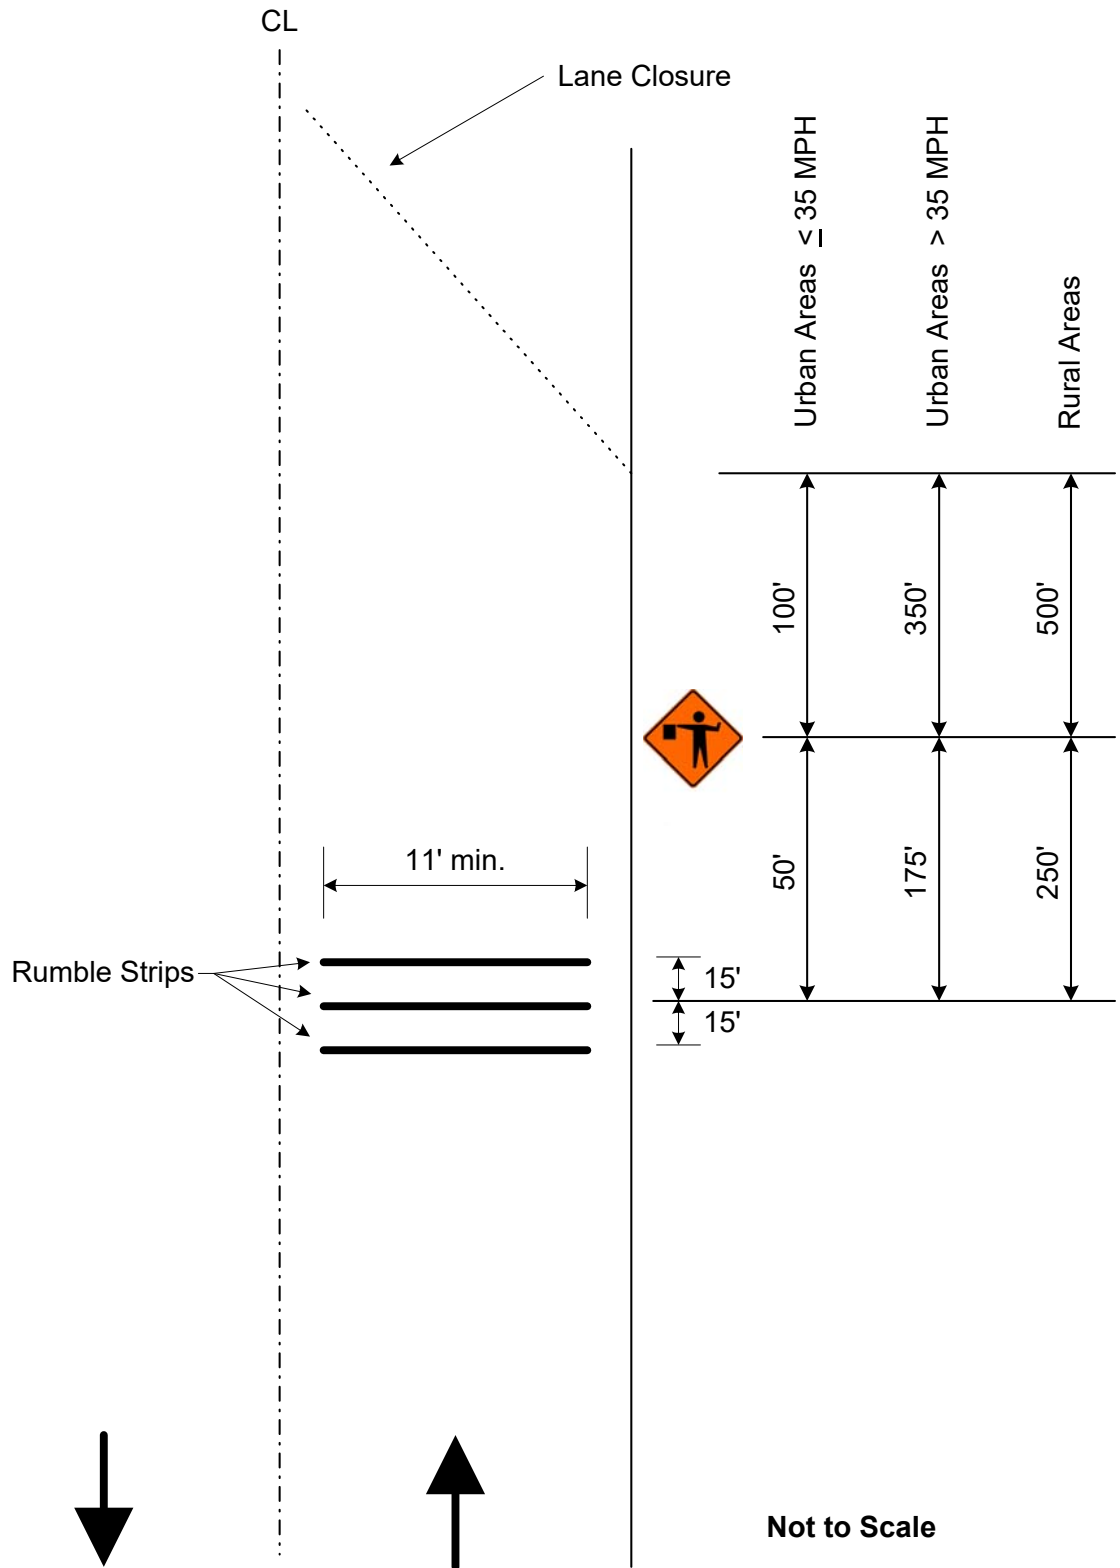 CL
Lane Closure
Urban Areas ≤ 35 MPH
Urban Areas > 35 MPH
Rural Areas
100'
350'
500'
11' min.
50'
175'
250'
Rumble Strips
15'
15'
Not to Scale